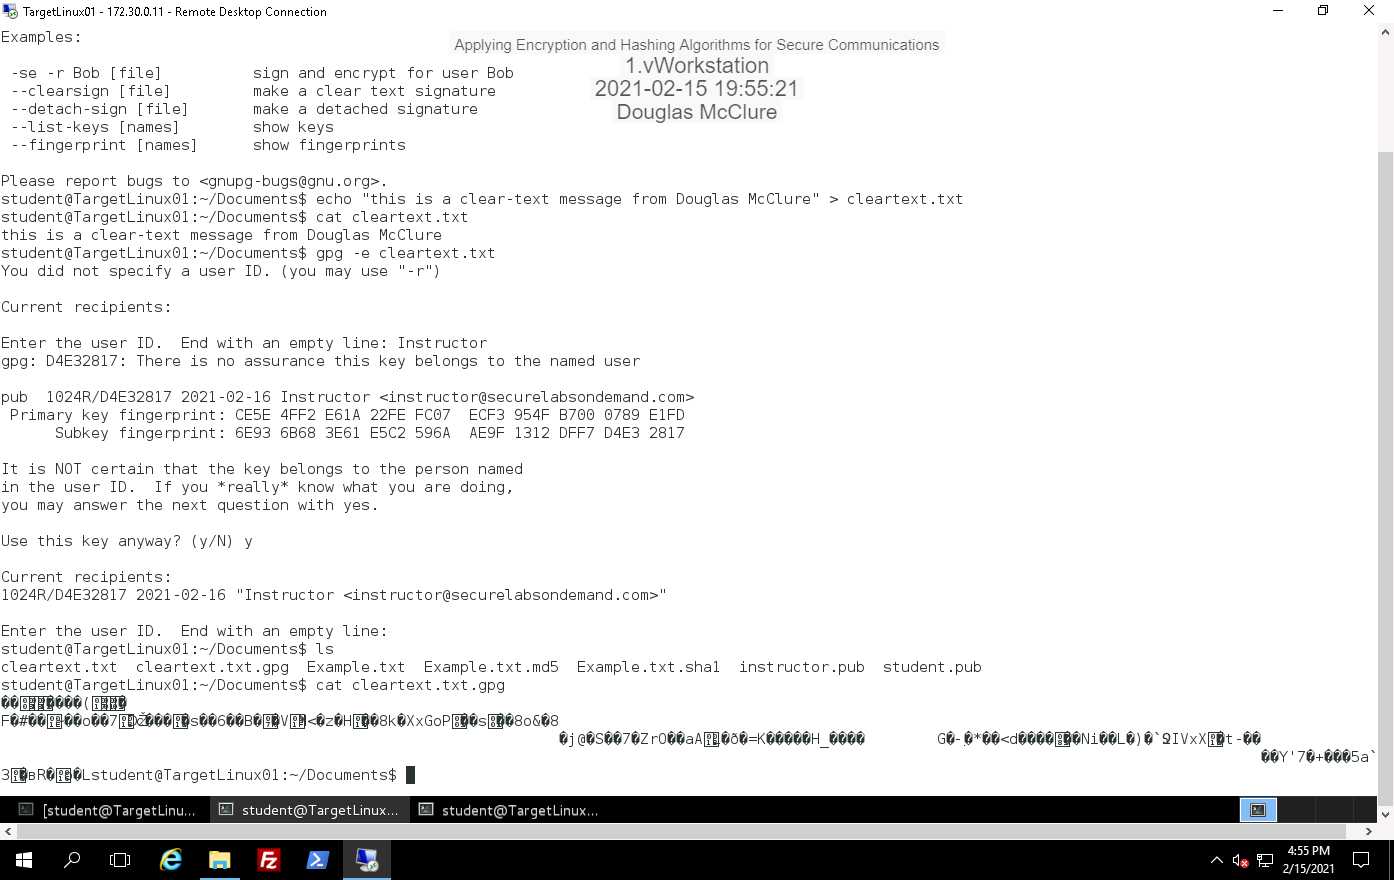 TargetLinux01 - 172.30.0.11 - Remote Desktop Connection
Applying Encryption and Hashing Algorithms for Secure Communications
1.vWorkstation
2021-02-15 19:55:21
Douglas McClure
Examples:
-se -r Bob [file]          sign and encrypt for user Bob
--clearsign [file]         make a clear text signature
--detach-sign [file]       make a detached signature
--list-keys [names]        show keys
--fingerprint [names]      show fingerprints
Please report bugs to <gnupg-bugs@gnu.org>.
student@TargetLinux01:~/Documents$ echo "this is a clear-text message from Douglas McClure" > cleartext.txt
student@TargetLinux01:~/Documents$ cat cleartext.txt
this is a clear-text message from Douglas McClure
student@TargetLinux01:~/Documents$ gpg -e cleartext.txt
You did not specify a user ID. (you may use "-r")
Current recipients:
Enter the user ID.  End with an empty line: Instructor
gpg: D4E32817: There is no assurance this key belongs to the named user
pub  1024R/D4E32817 2021-02-16 Instructor <instructor@securelabsondemand.com>
Primary key fingerprint: CE5E 4FF2 E61A 22FE FC07  ECF3 954F B700 0789 E1FD
Subkey fingerprint: 6E93 6B68 3E61 E5C2 596A  AE9F 1312 DFF7 D4E3 2817
It is NOT certain that the key belongs to the person named
in the user ID.  If you *really* know what you are doing,
you may answer the next question with yes.
Use this key anyway? (y/N) y
Current recipients:
1024R/D4E32817 2021-02-16 "Instructor <instructor@securelabsondemand.com>"
Enter the user ID.  End with an empty line:
student@TargetLinux01:~/Documents$ ls
cleartext.txt  cleartext.txt.gpg  Example.txt  Example.txt.md5  Example.txt.sha1  instructor.pub  student.pub
student@TargetLinux01:~/Documents$ cat cleartext.txt.gpg
student@TargetLinux01:~/Documents$
[student@TargetLinu...
student@TargetLinux...
student@TargetLinux...
4:55 PM
2/15/2021